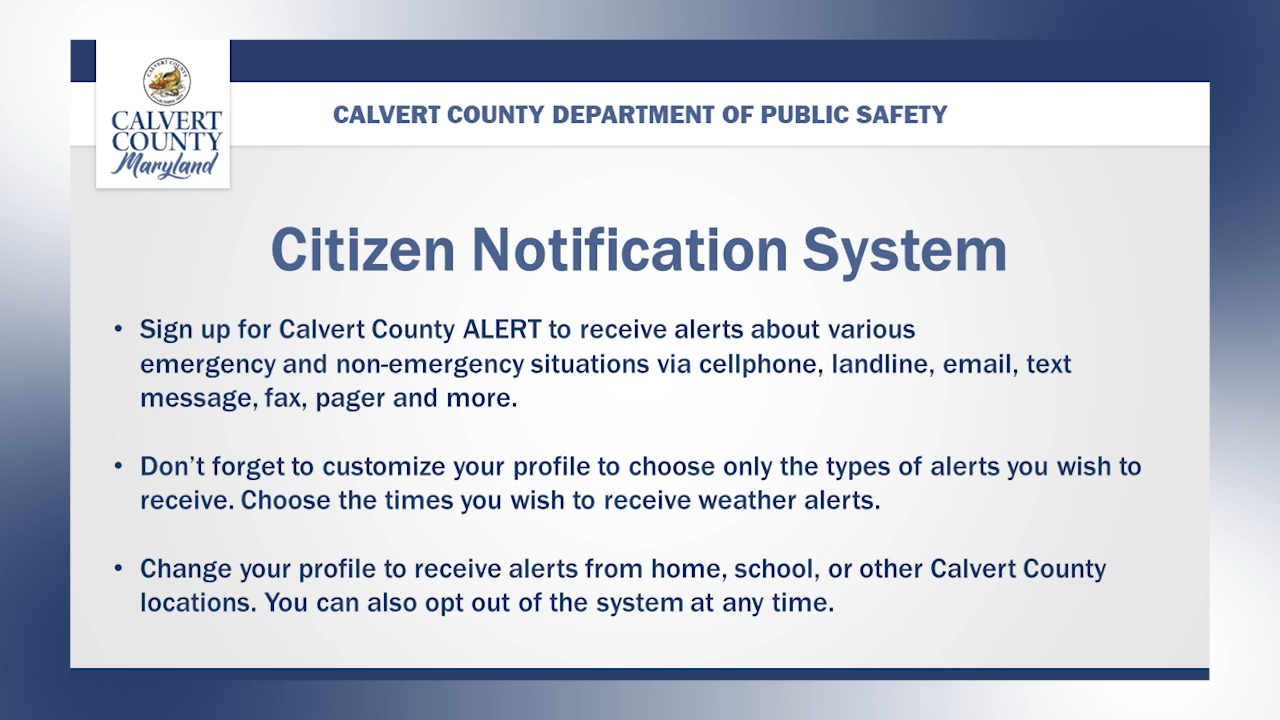 CALVERT COUNTY
CALVERT
COUNTY
Maryland
CALVERT COUNTY DEPARTMENT OF PUBLIC SAFETY
Citizen Notification System
• Sign up for Calvert County ALERT to receive alerts about various
emergency and non-emergency situations via cellphone, landline, email, text
message, fax, pager and more.
• Don’t forget to customize your profile to choose only the types of alerts you wish to
receive. Choose the times you wish to receive weather alerts.
• Change your profile to receive alerts from home, school, or other Calvert County
locations. You can also opt out of the system at any time.